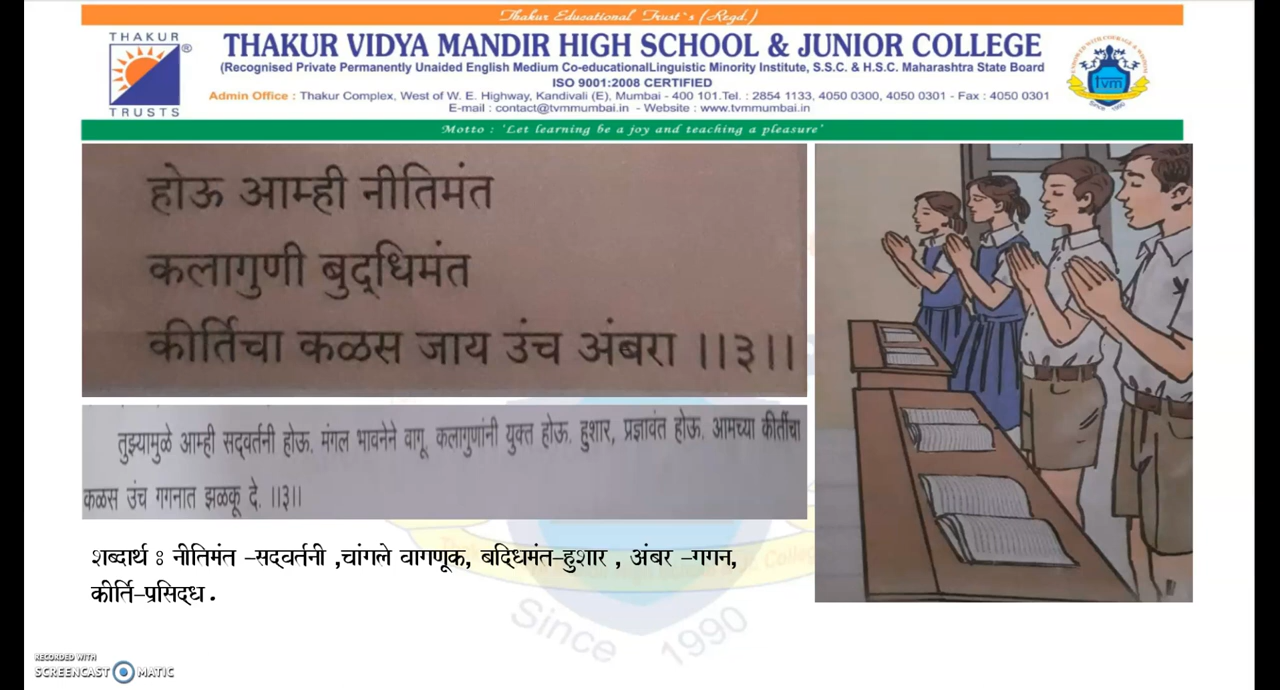 Thakur Educational Trust`s (Regd.)
THAKUR
TRUSTS
®
THAKUR VIDYA MANDIR HIGH SCHOOL & JUNIOR COLLEGE
(Recognised Private Permanently Unaided English Medium Co-educationalLinguistic Minority Institute, S.S.C. & H.S.C. Maharashtra State Board
ISO 9001:2008 CERTIFIED
Admin Office : Thakur Complex, West of W. E. Highway, Kandivali (E), Mumbai - 400 101.Tel. : 2854 1133, 4050 0300, 4050 0301 - Fax : 4050 0301
E-mail : contact@tvmmumbai.in - Website : www.tvmmumbai.in
tvm
Since 1990
Motto : 'Let learning be a joy and teaching a pleasure'
होऊ आम्ही नीतिमंत
कलागुणी बुद्‌धिमंत
कीर्तिचा कळस जाय उंच अंबरा ।।३।।
तुझ्यामुळे आम्ही सद्‌वर्तनी होऊ. मंगल भावनेने वागू. कलागुणांनी युक्त होऊ. हुशार, प्रज्ञावंत होऊ. आमच्या कीर्तीचा
कळस उंच गगनात झळकू दे. ।।३।।
शब्दार्थ : नीतिमंत –सद्‌वर्तनी ,चांगले वागणूक, बद्‌धिमंत–हुशार , अंबर –गगन,
कीर्ति–प्रसिद्‌ध .
Since 1990
RECORDED WITH
SCREENCAST MATIC